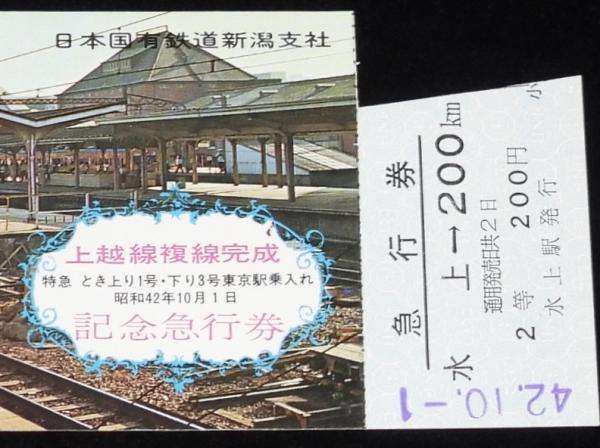 日本国有鉄道新潟支社
上越線複線完成
特急 とき上り1号・下り3号東京駅乗入れ
昭和42年10月1日
記念急行券
急行券
水上→200km
通用発売日共2日
2等 200円
水上駅発行
小
42.10.-1